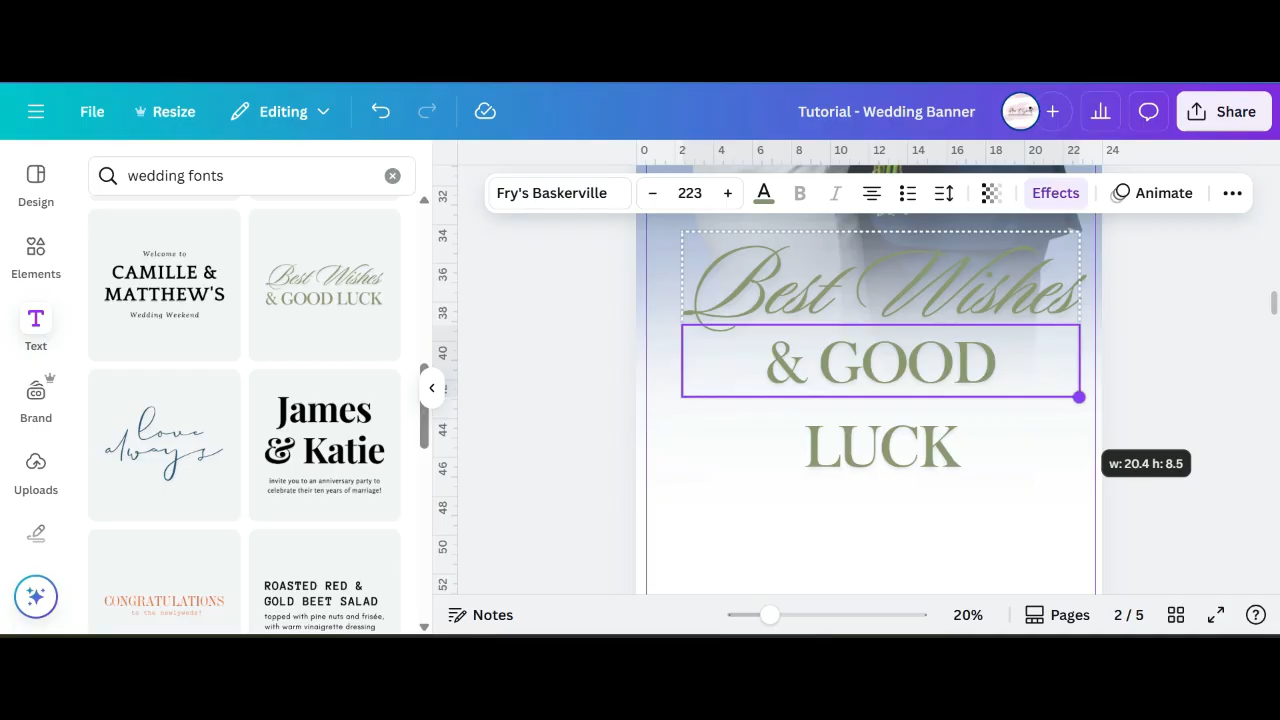 File
Resize
Editing
Tutorial - Wedding Banner
Share
Design
Elements
Text
Brand
Uploads
wedding fonts
Welcome to
CAMILLE &
MATTHEW'S
Wedding Weekend
Best Wishes
& GOOD LUCK
love
always
James
& Katie
Invite you to an anniversary party to
celebrate their ten years of marriage!
CONGRATULATIONS
to the newlyweds!
ROASTED RED &
GOLD BEET SALAD
topped with pine nuts and frisée,
with warm vinaigrette dressing
0 2 4 6 8 10 12 14 16 18 20 22 24
Fry's Baskerville
− 223 +
A B I
Effects
Animate
32
34
36
38
40
44
46
48
50
52
Best Wishes
& GOOD
LUCK
w: 20.4 h: 8.5
Notes
20%
Pages
2 / 5